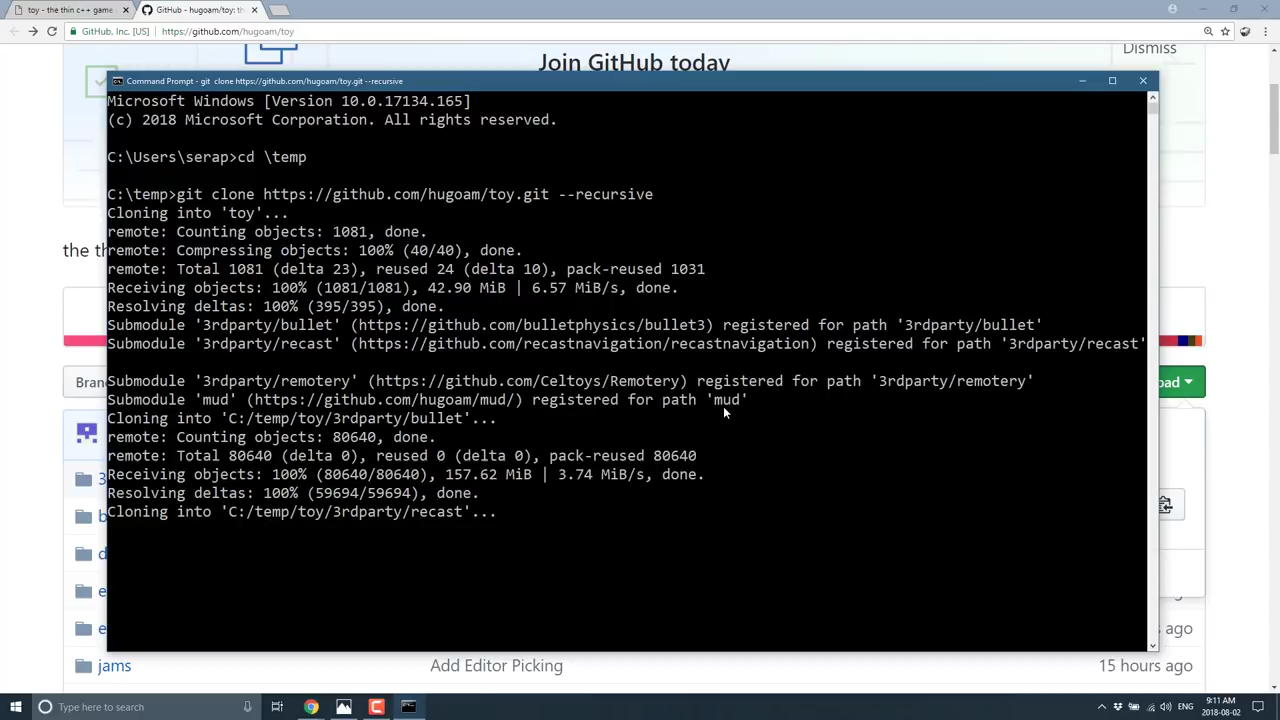 toy - the thin c++ game
GitHub - hugoam/toy: th
GitHub, Inc. [US]
https://github.com/hugoam/toy
Join GitHub today
Dismiss
Command Prompt - git clone https://github.com/hugoam/toy.git --recursive
Microsoft Windows [Version 10.0.17134.165]
(c) 2018 Microsoft Corporation. All rights reserved.
C:\Users\serap>cd \temp
C:\temp>git clone https://github.com/hugoam/toy.git --recursive
Cloning into 'toy'...
remote: Counting objects: 1081, done.
remote: Compressing objects: 100% (40/40), done.
the th
remote: Total 1081 (delta 23), reused 24 (delta 10), pack-reused 1031
Receiving objects: 100% (1081/1081), 42.90 MiB | 6.57 MiB/s, done.
Resolving deltas: 100% (395/395), done.
Submodule '3rdparty/bullet' (https://github.com/bulletphysics/bullet3) registered for path '3rdparty/bullet'
Submodule '3rdparty/recast' (https://github.com/recastnavigation/recastnavigation) registered for path '3rdparty/recast'
Submodule '3rdparty/remotery' (https://github.com/Celtoys/Remotery) registered for path '3rdparty/remotery'
Bran
oad
Submodule 'mud' (https://github.com/hugoam/mud/) registered for path 'mud'
Cloning into 'C:/temp/toy/3rdparty/bullet'...
remote: Counting objects: 80640, done.
remote: Total 80640 (delta 0), reused 0 (delta 0), pack-reused 80640
Receiving objects: 100% (80640/80640), 157.62 MiB | 3.74 MiB/s, done.
3
Resolving deltas: 100% (59694/59694), done.
Cloning into 'C:/temp/toy/3rdparty/recast'...
b
d
e
e
s ago
jams
Add Editor Picking
15 hours ago
Type here to search
ENG
9:11 AM
2018-08-02